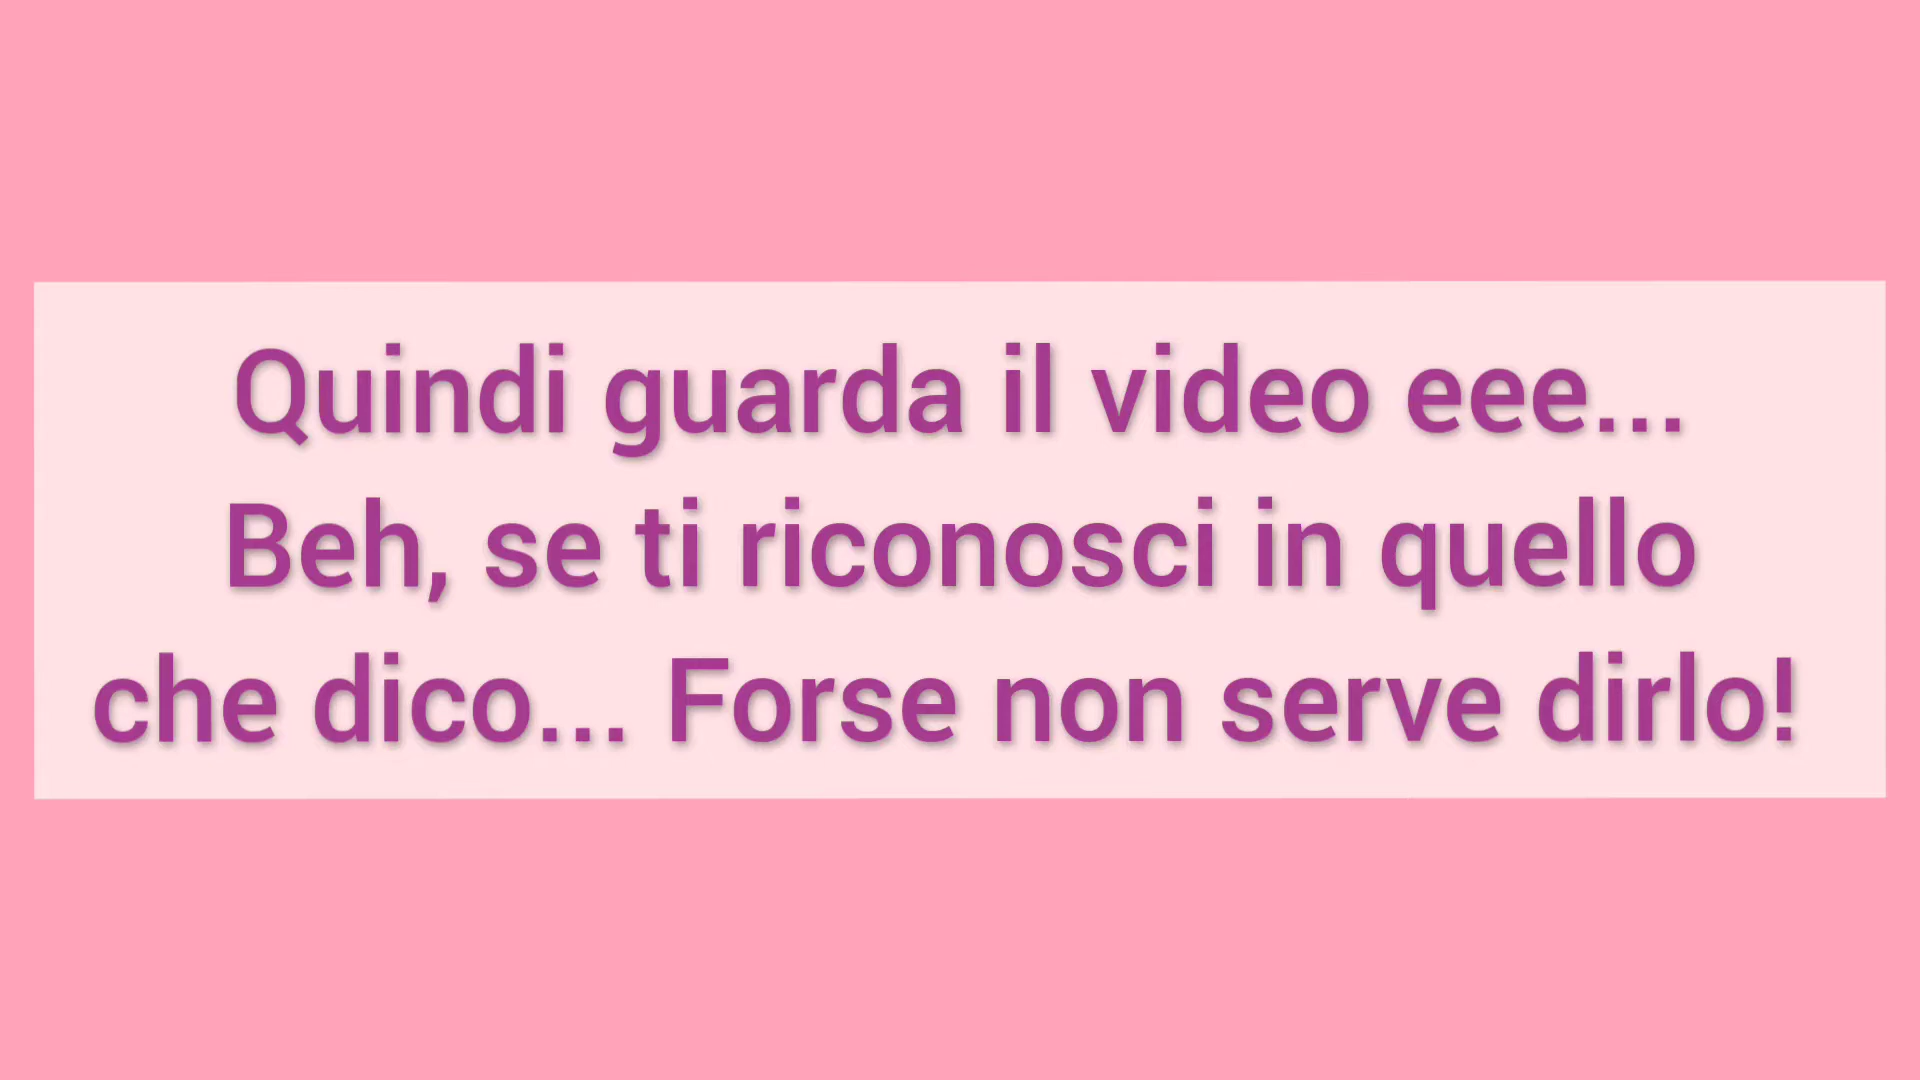 Quindi guarda il video eee...
Beh, se ti riconosci in quello
che dico... Forse non serve dirlo!